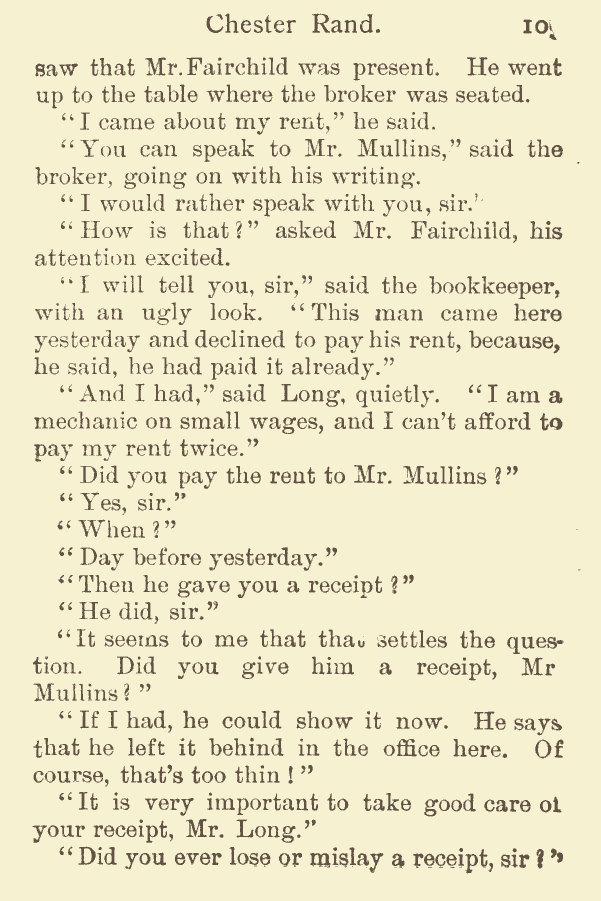 Chester Rand. 10
saw that Mr. Fairchild was present. He went
up to the table where the broker was seated.
"I came about my rent," he said.
"You can speak to Mr. Mullins," said the
broker, going on with his writing.
"I would rather speak with you, sir.'
"How is that?" asked Mr. Fairchild, his
attention excited.
"I will tell you, sir," said the bookkeeper,
with an ugly look. "This man came here
yesterday and declined to pay his rent, because,
he said, he had paid it already."
"And I had," said Long, quietly. "I am a
mechanic on small wages, and I can't afford to
pay my rent twice."
"Did you pay the rent to Mr. Mullins?"
"Yes, sir."
"When?"
"Day before yesterday."
"Then he gave you a receipt?"
"He did, sir."
"It seems to me that that settles the ques-
tion. Did you give him a receipt, Mr
Mullins?"
"If I had, he could show it now. He says
that he left it behind in the office here. Of
course, that's too thin!"
"It is very important to take good care of
your receipt, Mr. Long."
"Did you ever lose or mislay a receipt, sir?"